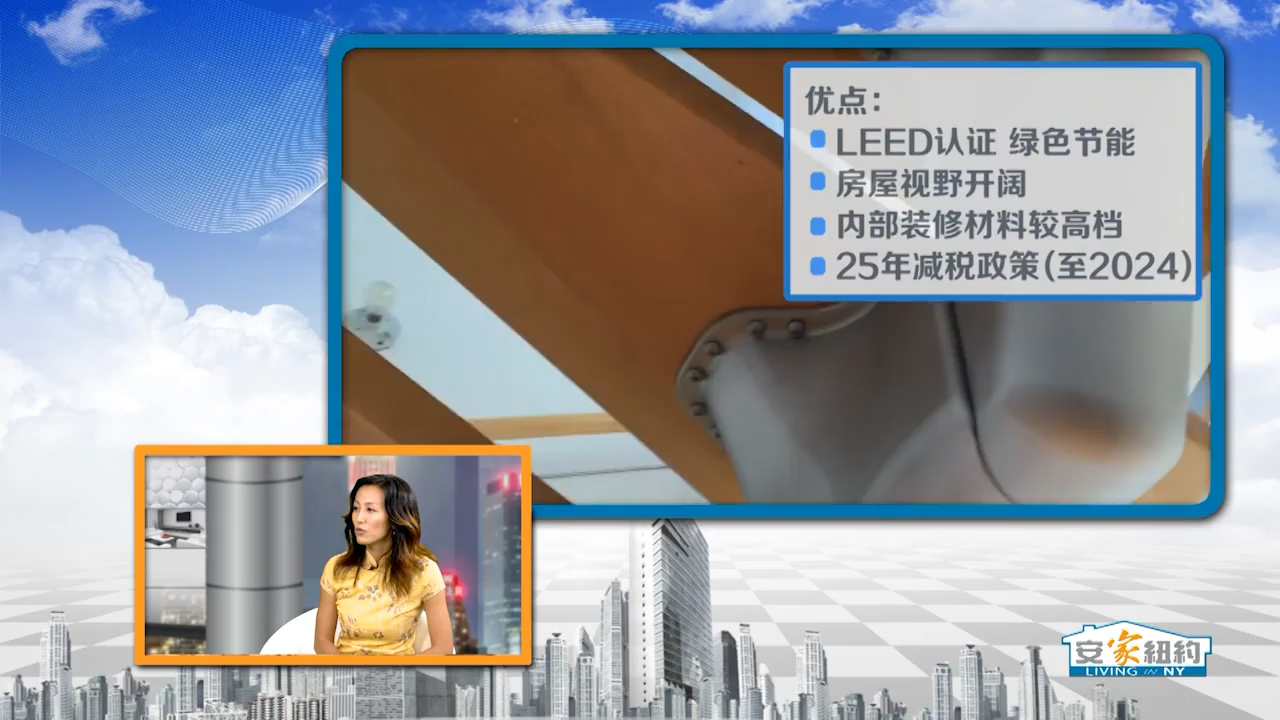 优点：
LEED认证 绿色节能
房屋视野开阔
内部装修材料较高档
25年减税政策(至2024)
安家紐約
LIVING IN NY